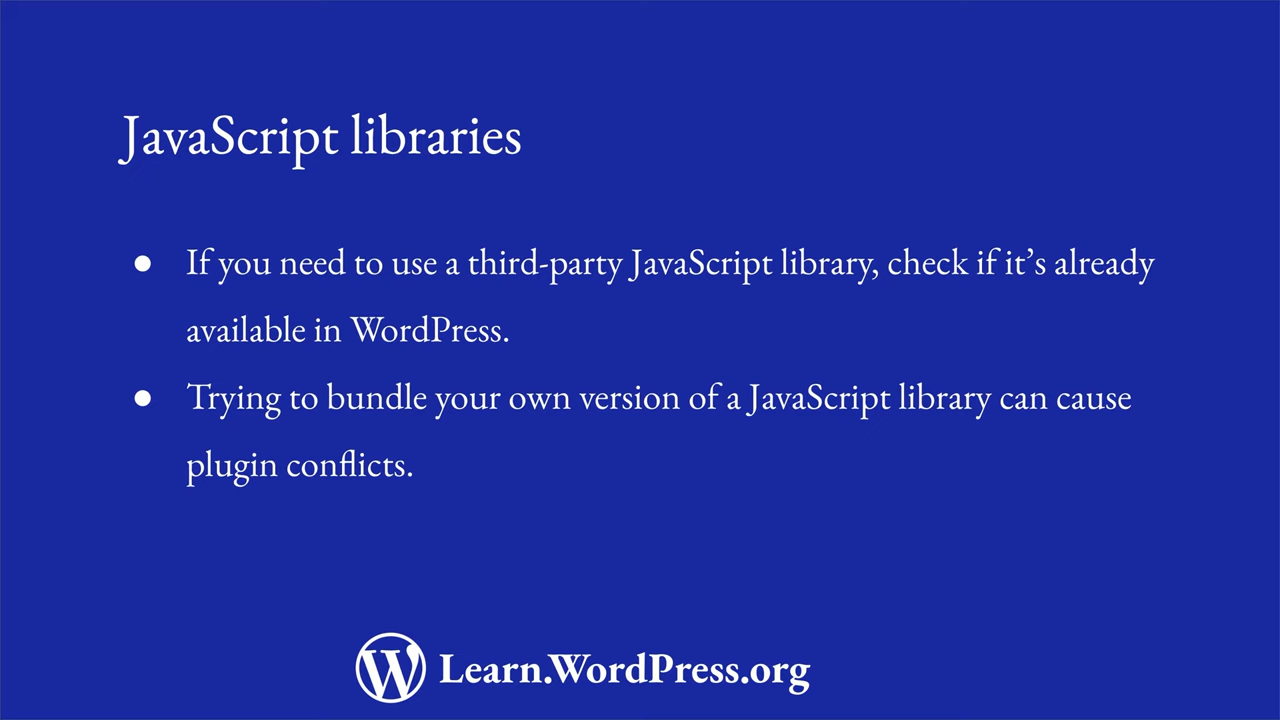 JavaScript libraries
● If you need to use a third-party JavaScript library, check if it’s already
available in WordPress.
● Trying to bundle your own version of a JavaScript library can cause
plugin conflicts.
Learn.WordPress.org